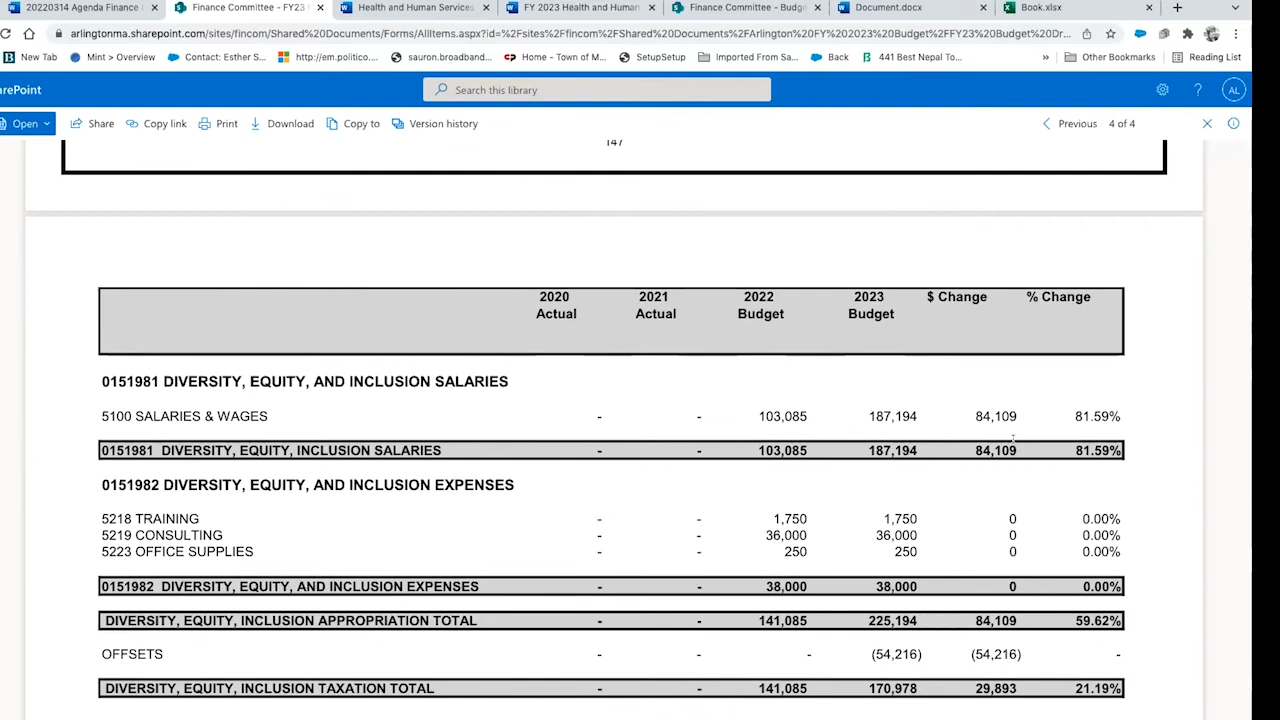 20220314 Agenda Finance
Finance Committee - FY23
Health and Human Services
FY 2023 Health and Human
Finance Committee - Budg
Document.docx
Book.xlsx
arlingtonma.sharepoint.com/sites/fincom/Shared%20Documents/Forms/AllItems.aspx?id=%2Fsites%2Ffincom%2FShared%20Documents%2FArlington%20FY%202023%20Budget%2FFY23%20Budget%20Dr...
New Tab
Mint > Overview
Contact: Esther S...
http://em.politico....
sauron.broadband...
Home - Town of M...
SetupSetup
Imported From Sa...
Back
441 Best Nepal To...
»
Other Bookmarks
Reading List
arePoint
Search this library
?
AL
Open
Share
Copy link
Print
Download
Copy to
Version history
Previous
4 of 4
147
2020 2021 2022 2023 $ Change % Change
Actual Actual Budget Budget
0151981 DIVERSITY, EQUITY, AND INCLUSION SALARIES
5100 SALARIES & WAGES - - 103,085 187,194 84,109 81.59%
0151981 DIVERSITY, EQUITY, INCLUSION SALARIES - - 103,085 187,194 84,109 81.59%
0151982 DIVERSITY, EQUITY, AND INCLUSION EXPENSES
5218 TRAINING - - 1,750 1,750 0 0.00%
5219 CONSULTING - - 36,000 36,000 0 0.00%
5223 OFFICE SUPPLIES - - 250 250 0 0.00%
0151982 DIVERSITY, EQUITY, AND INCLUSION EXPENSES - - 38,000 38,000 0 0.00%
DIVERSITY, EQUITY, INCLUSION APPROPRIATION TOTAL - - 141,085 225,194 84,109 59.62%
OFFSETS - - - (54,216) (54,216) -
DIVERSITY, EQUITY, INCLUSION TAXATION TOTAL - - 141,085 170,978 29,893 21.19%